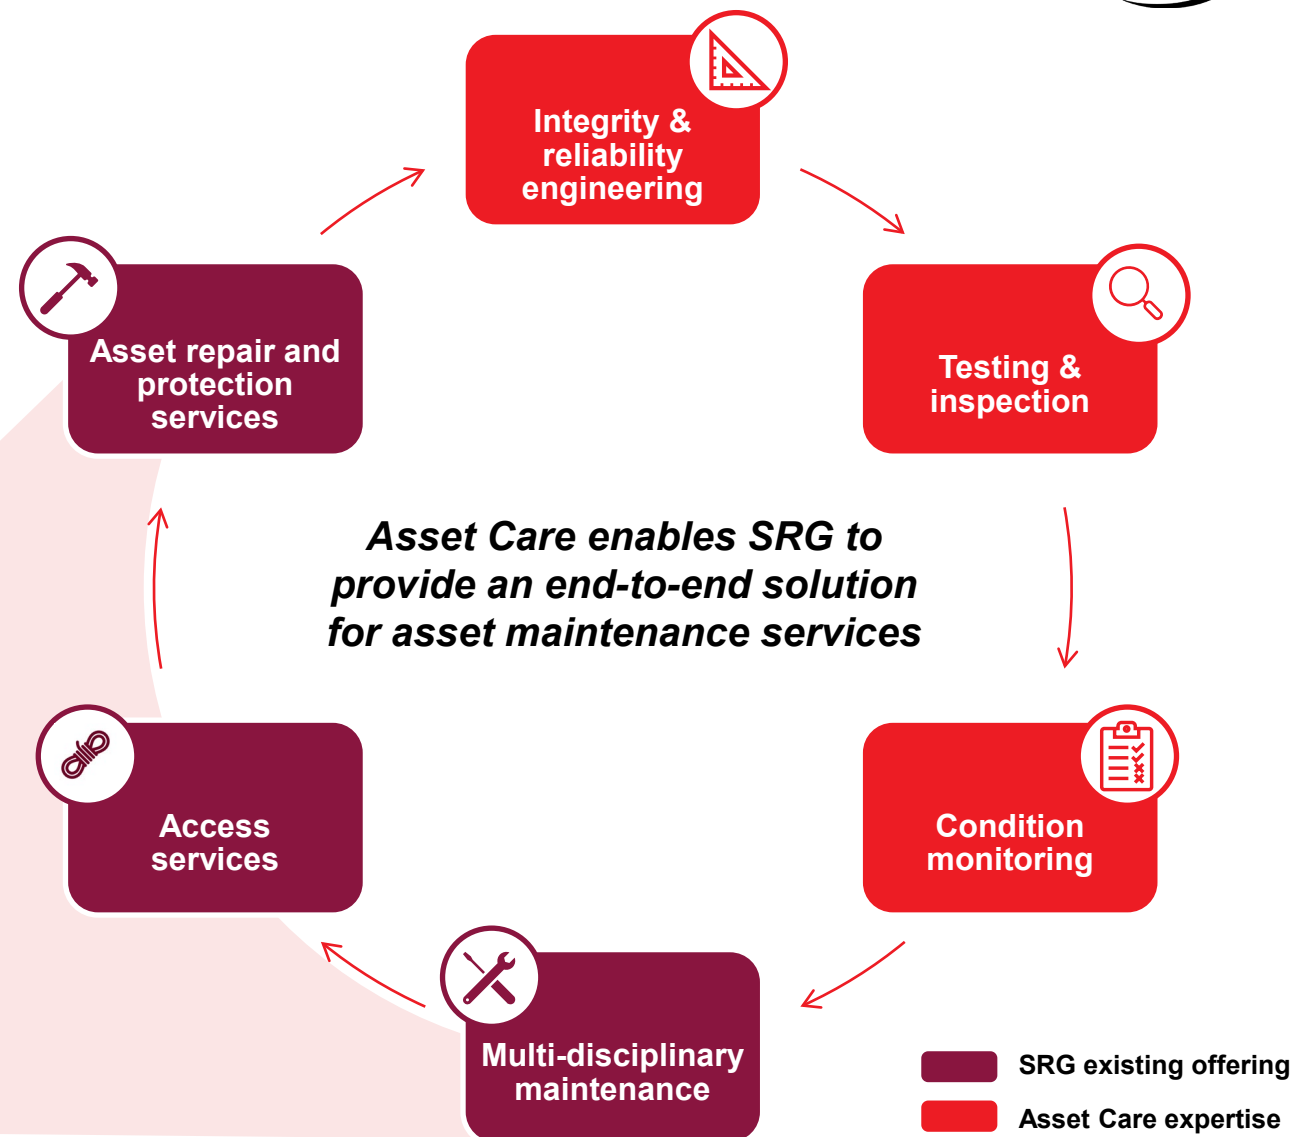 Integrity &
reliability
engineering
Asset repair and
protection
services
Testing &
inspection
Asset Care enables SRG to
provide an end-to-end solution
for asset maintenance services
Access
services
Condition
monitoring
Multi-disciplinary
maintenance
SRG existing offering
Asset Care expertise